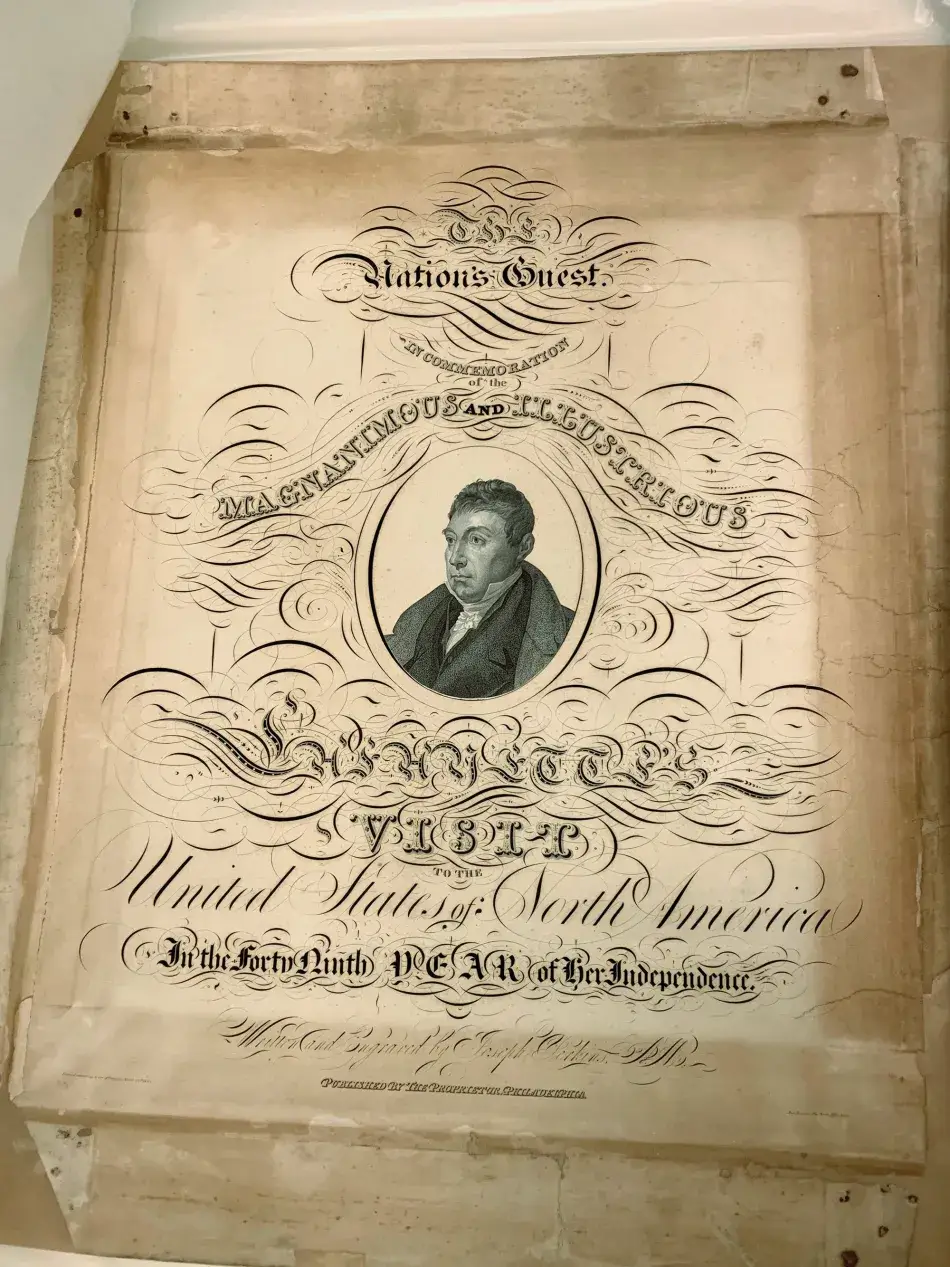 THE
Nation's Guest.
IN COMMEMORATION
of the
MAGNANIMOUS AND ILLUSTRIOUS
LAFAYETTE'S
VISIT
TO THE
United States of: North America
In the Forty Ninth YEAR of Her Independence.
Written and Engraved by Joseph Perkins.
PUBLISHED BY THE PROPRIETOR, PHILADELPHIA